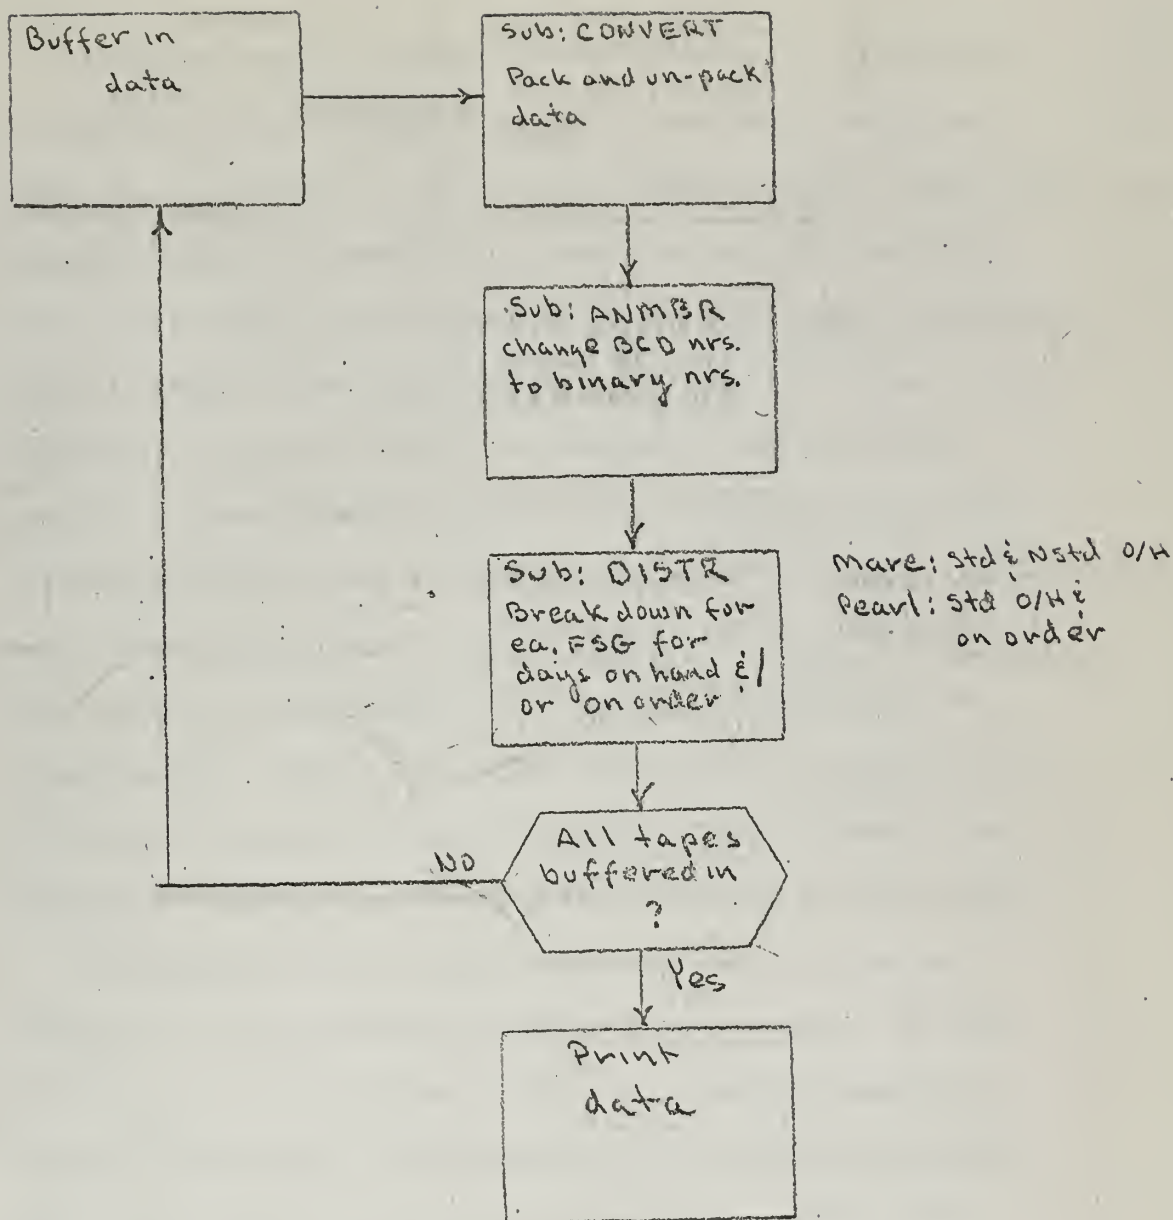 Buffer in
data
Sub: CONVERT
Pack and un-pack
data
Sub: ANMBR
change BCD nrs.
to binary nrs.
Sub: DISTR
Break down for
ea. FSG for
days on hand &/
or on order
Mare: Std & Nstd O/H
Pearl: Std O/H &
on order
All tapes
buffered in
?
NO
Yes
Print
data